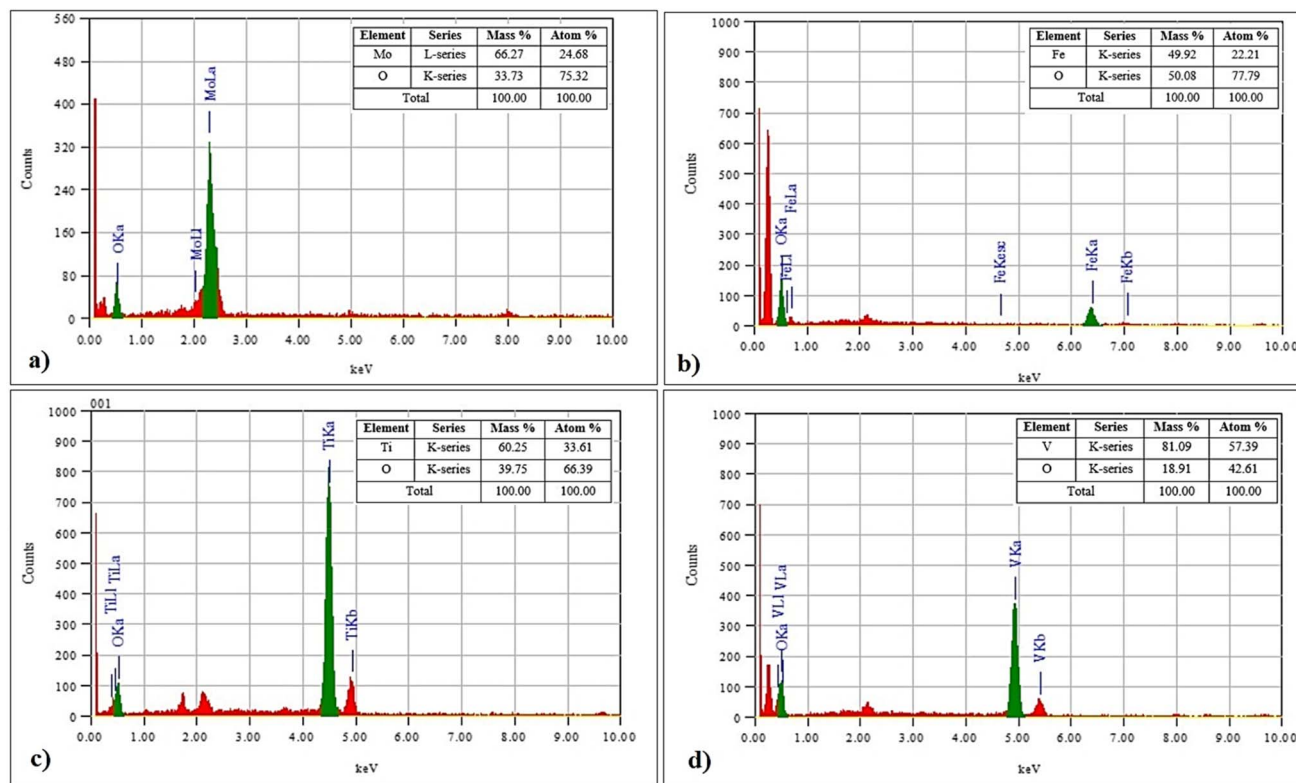 560
480
400
320
240
160
80
0
Counts
0.00 1.00 2.00 3.00 4.00 5.00 6.00 7.00 8.00 9.00 10.00
keV
OKa
MoLl
MoLa
Element Series Mass % Atom %
Mo L-series 66.27 24.68
O K-series 33.73 75.32
Total 100.00 100.00
a)
1000
900
800
700
600
500
400
300
200
100
0
Counts
0.00 1.00 2.00 3.00 4.00 5.00 6.00 7.00 8.00 9.00 10.00
keV
OKa
FeLl
FeLa
FeKesc
FeKa
FeKb
Element Series Mass % Atom %
Fe K-series 49.92 22.21
O K-series 50.08 77.79
Total 100.00 100.00
b)
001
1000
900
800
700
600
500
400
300
200
100
0
Counts
0.00 1.00 2.00 3.00 4.00 5.00 6.00 7.00 8.00 9.00 10.00
keV
TiLl
TiLa
OKa
TiKa
TiKb
Element Series Mass % Atom %
Ti K-series 60.25 33.61
O K-series 39.75 66.39
Total 100.00 100.00
c)
1000
900
800
700
600
500
400
300
200
100
0
Counts
0.00 1.00 2.00 3.00 4.00 5.00 6.00 7.00 8.00 9.00 10.00
keV
VLl
VLa
OKa
VKa
VKb
Element Series Mass % Atom %
V K-series 81.09 57.39
O K-series 18.91 42.61
Total 100.00 100.00
d)